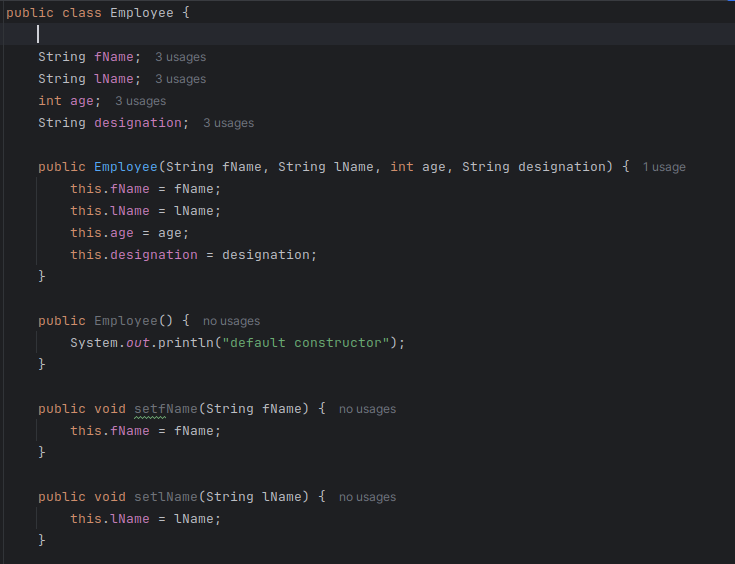 public class Employee {
String fName; 3 usages
String lName; 3 usages
int age; 3 usages
String designation; 3 usages
public Employee(String fName, String lName, int age, String designation) { 1 usage
this.fName = fName;
this.lName = lName;
this.age = age;
this.designation = designation;
}
public Employee() { no usages
System.out.println("default constructor");
}
public void setfName(String fName) { no usages
this.fName = fName;
}
public void setlName(String lName) { no usages
this.lName = lName;
}